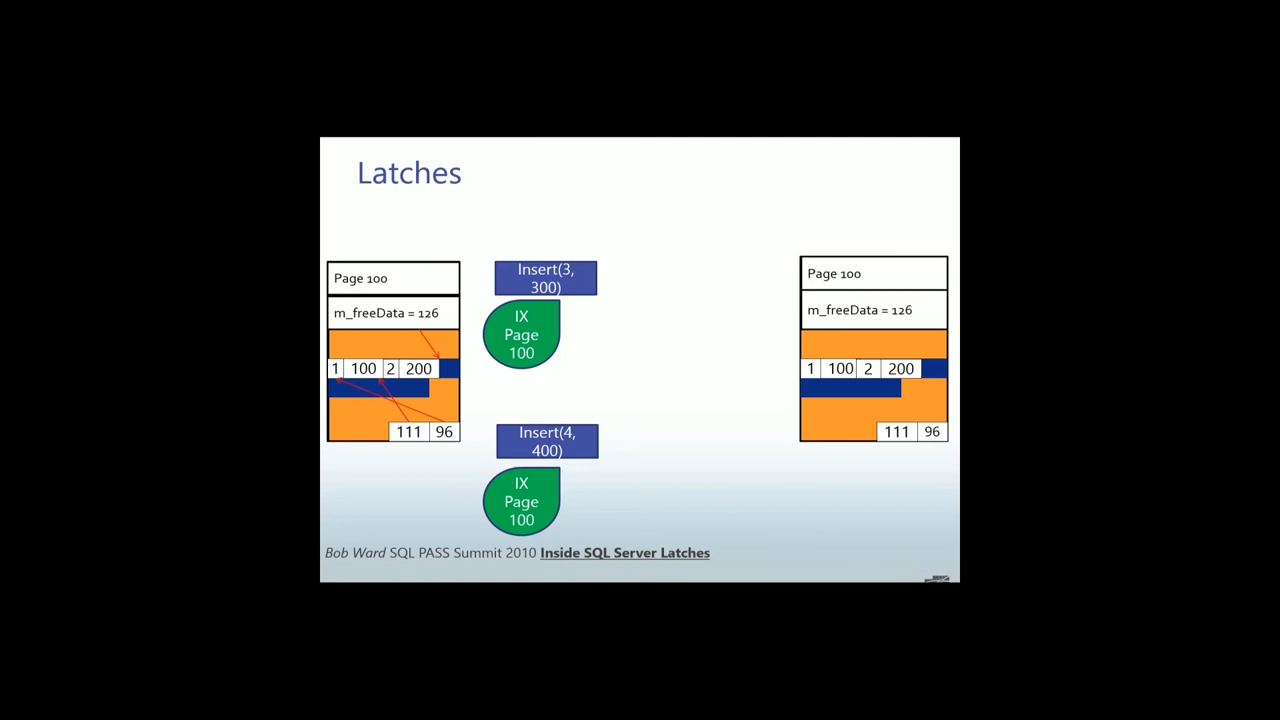 Latches
Page 100
m_freeData = 126
1 100 2 200
111 96
Insert(3,
300)
IX
Page
100
Insert(4,
400)
IX
Page
100
Page 100
m_freeData = 126
1 100 2 200
111 96
Bob Ward SQL PASS Summit 2010 Inside SQL Server Latches